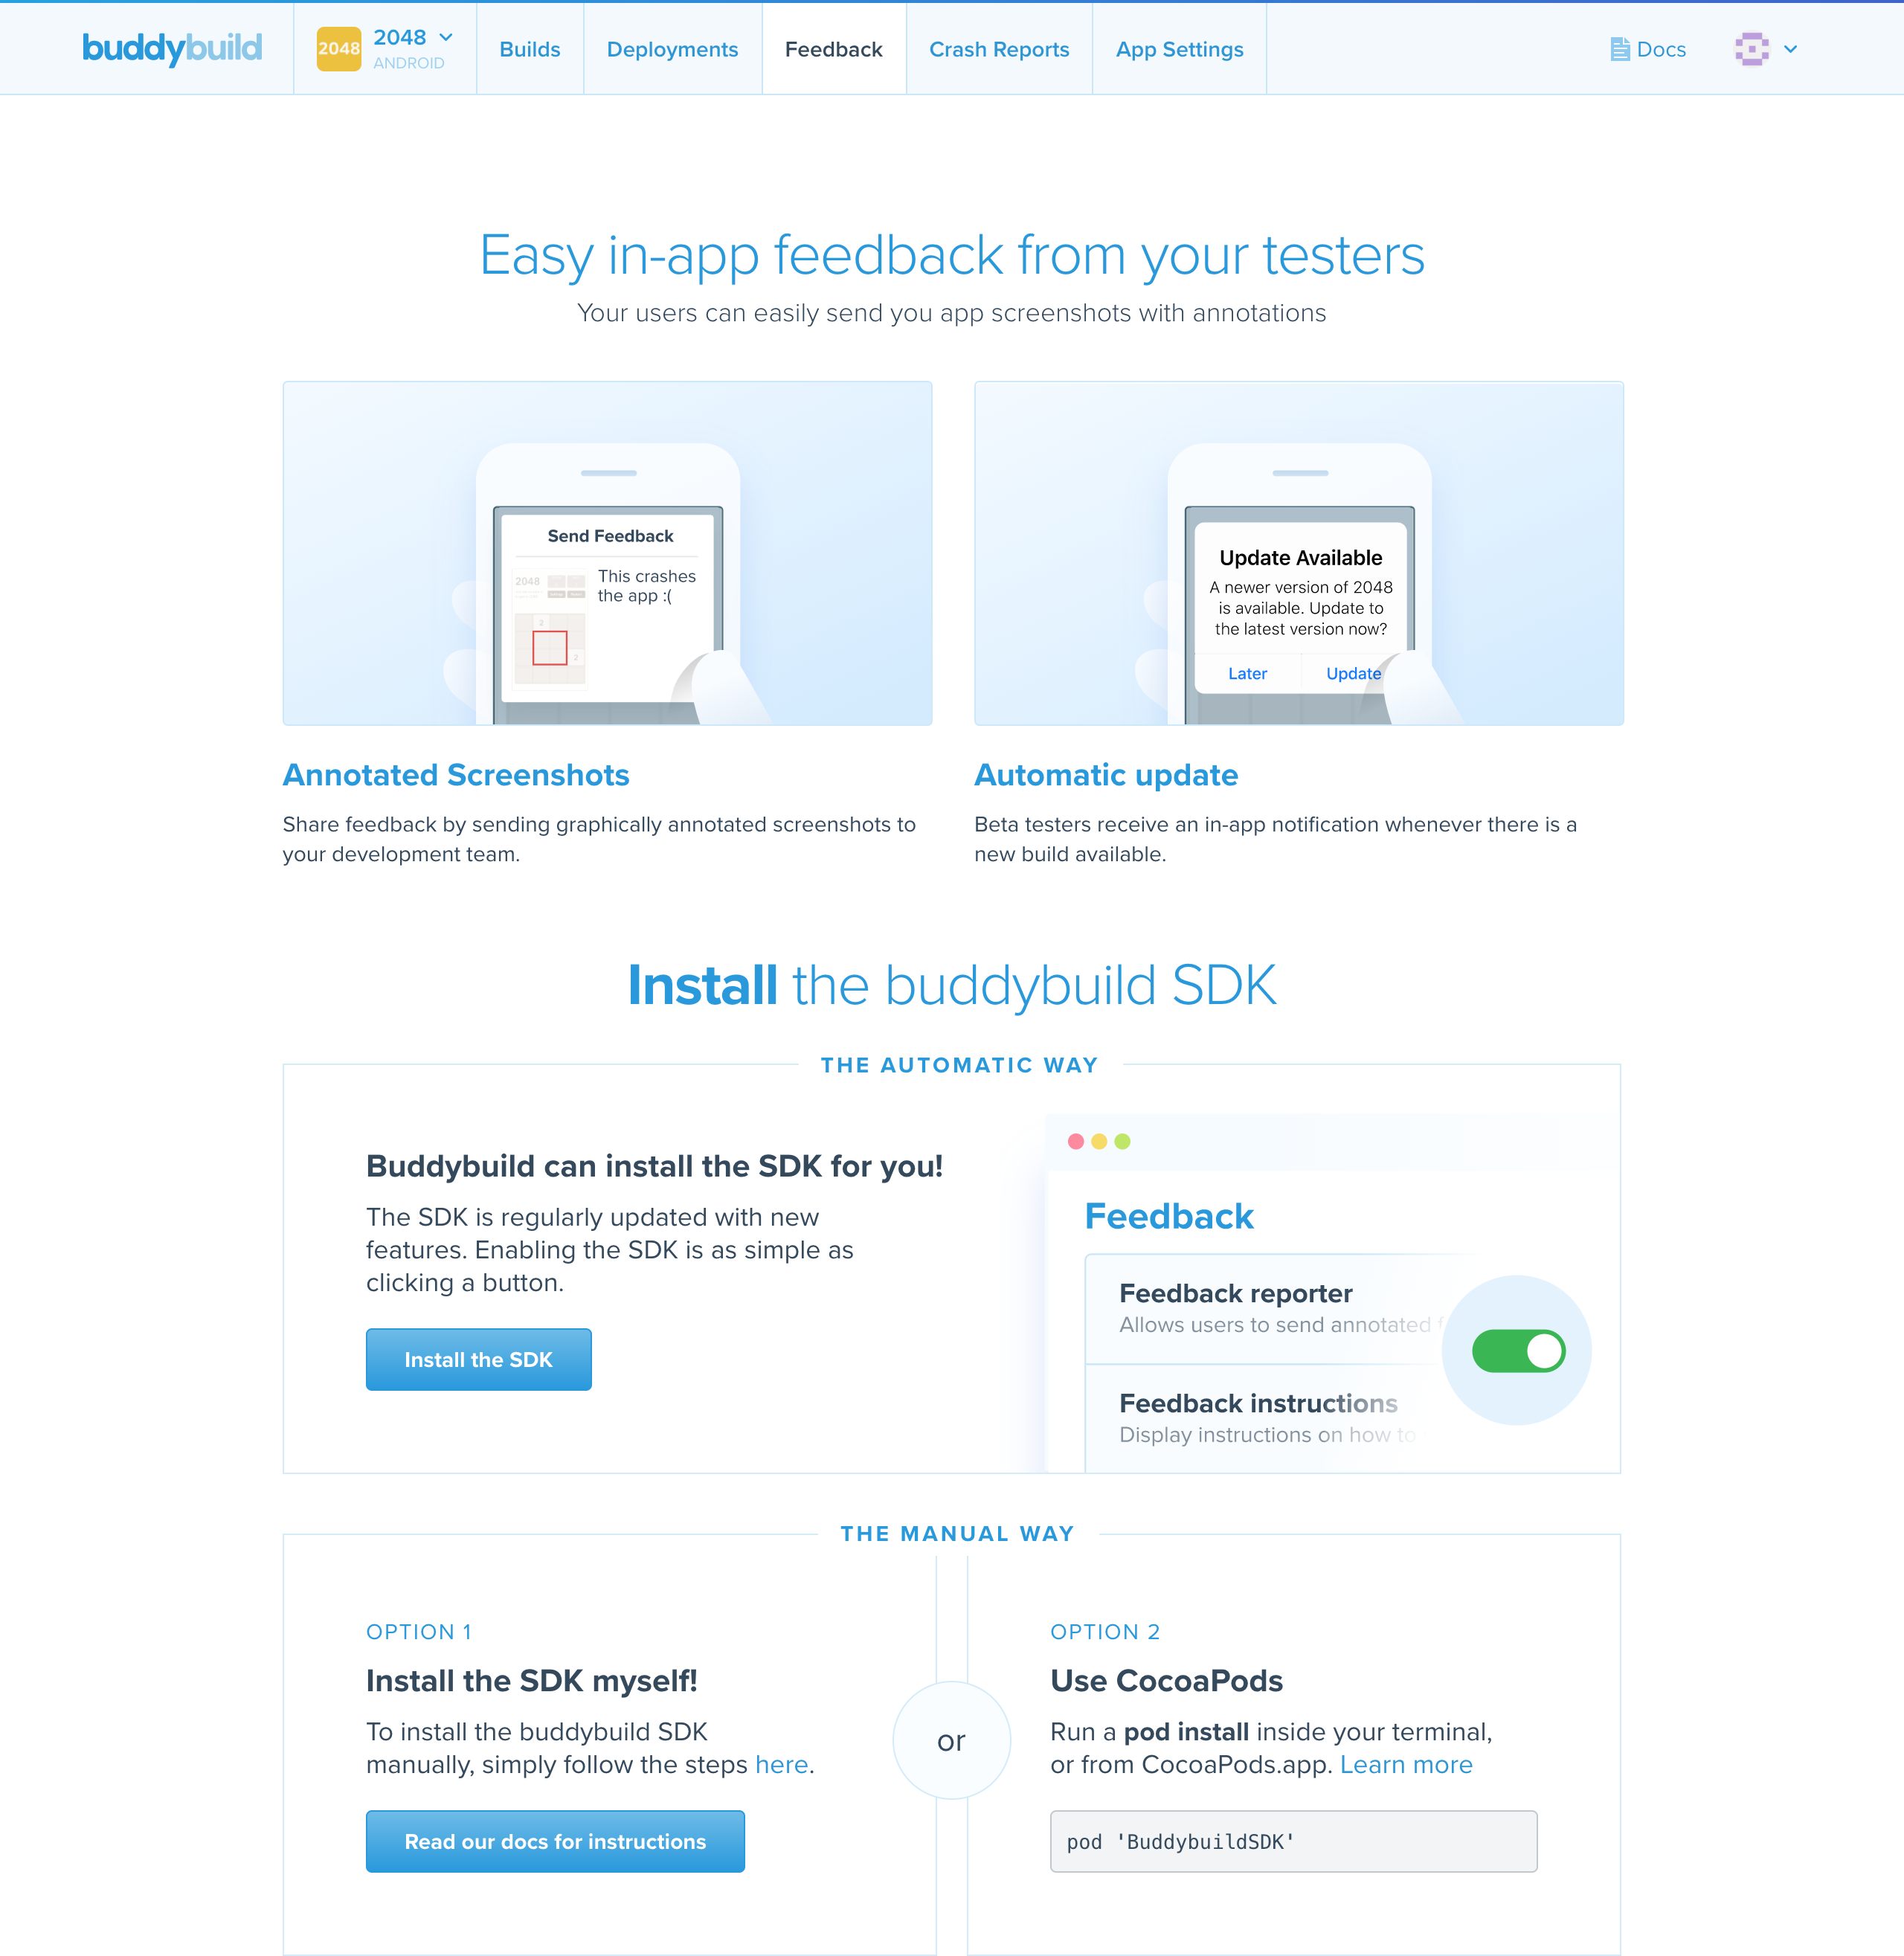 buddybuild
2048
2048
ANDROID
Builds
Deployments
Feedback
Crash Reports
App Settings
Docs
Easy in-app feedback from your testers
Your users can easily send you app screenshots with annotations
Send Feedback
2048
This crashes
the app :(
2
2
Update Available
A newer version of 2048
is available. Update to
the latest version now?
Later
Update
Annotated Screenshots
Share feedback by sending graphically annotated screenshots to
your development team.
Automatic update
Beta testers receive an in-app notification whenever there is a
new build available.
Install the buddybuild SDK
THE AUTOMATIC WAY
Buddybuild can install the SDK for you!
The SDK is regularly updated with new
features. Enabling the SDK is as simple as
clicking a button.
Install the SDK
Feedback
Feedback reporter
Allows users to send annotated f
Feedback instructions
Display instructions on how to
THE MANUAL WAY
OPTION 1
Install the SDK myself!
To install the buddybuild SDK
manually, simply follow the steps here.
Read our docs for instructions
or
OPTION 2
Use CocoaPods
Run a pod install inside your terminal,
or from CocoaPods.app. Learn more
pod 'BuddybuildSDK'